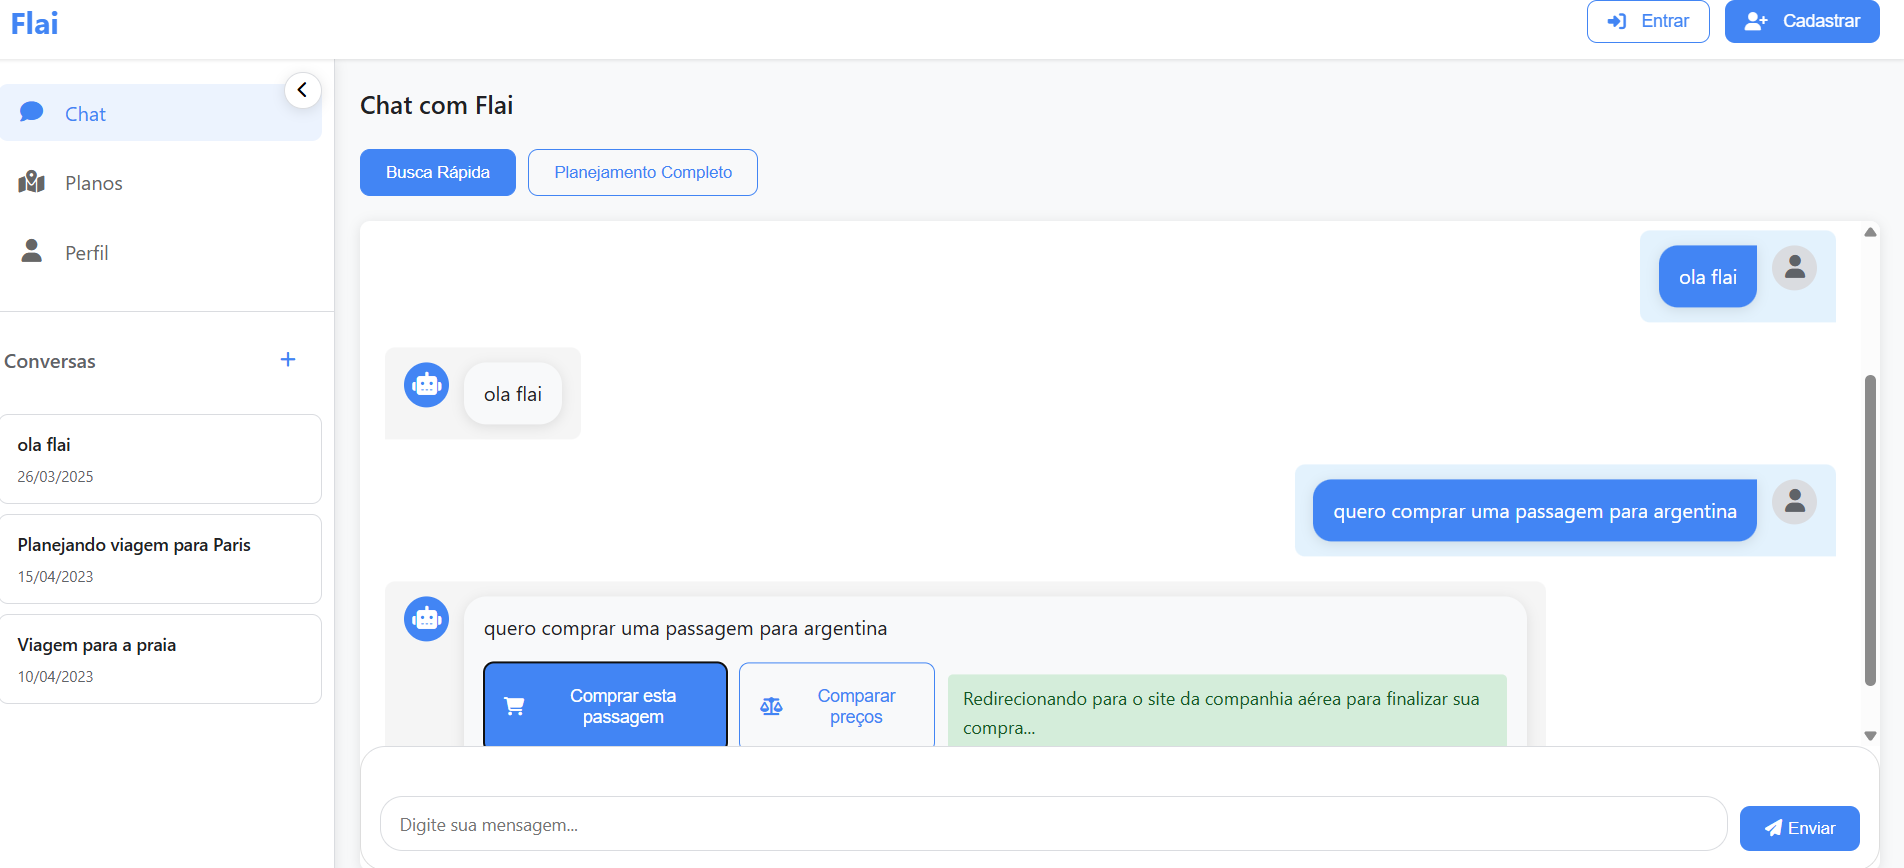 Flai
Entrar
Cadastrar
Chat
Planos
Perfil
Conversas
+
ola flai
26/03/2025
Planejando viagem para Paris
15/04/2023
Viagem para a praia
10/04/2023
Chat com Flai
Busca Rápida
Planejamento Completo
ola flai
ola flai
quero comprar uma passagem para argentina
quero comprar uma passagem para argentina
Comprar esta
passagem
Comparar
preços
Redirecionando para o site da companhia aérea para finalizar sua
compra...
Digite sua mensagem...
Enviar